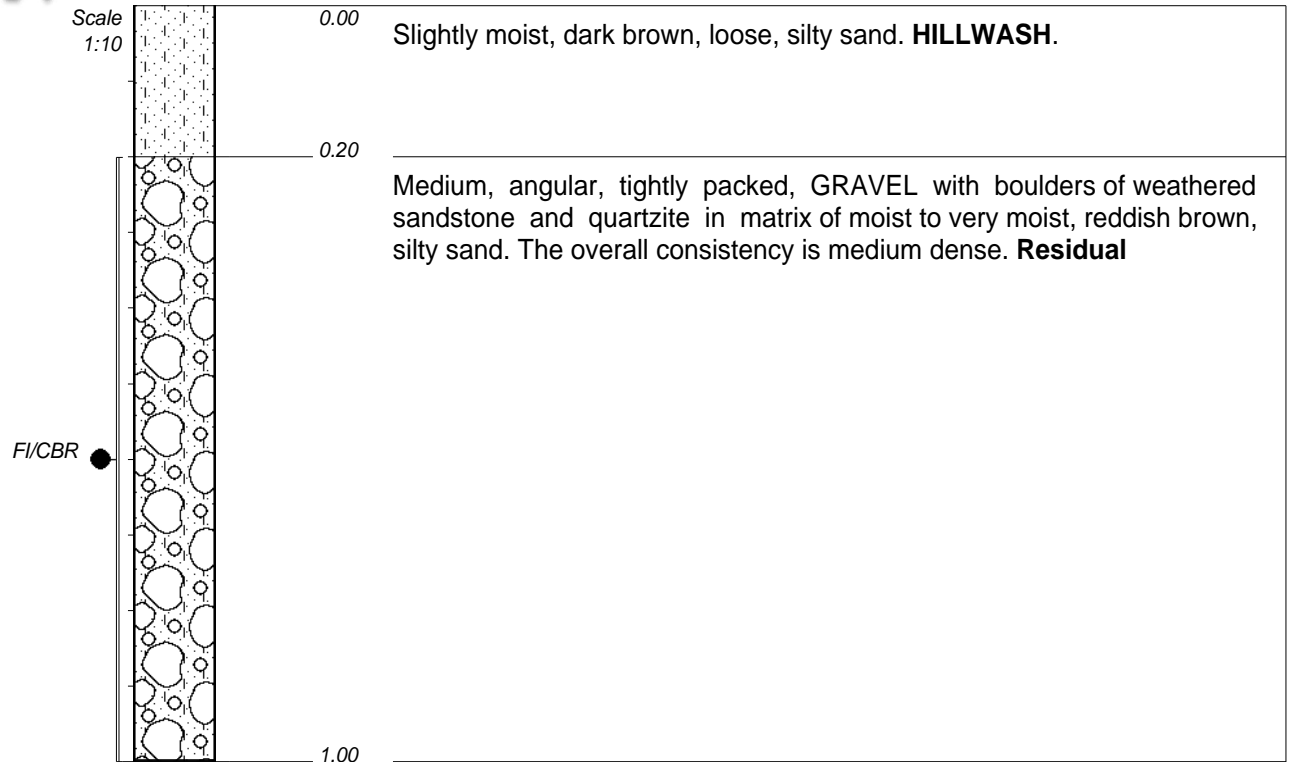 Scale
1:10
0.00
Slightly moist, dark brown, loose, silty sand. HILLWASH.
0.20
Medium, angular, tightly packed, GRAVEL with boulders of weathered
sandstone and quartzite in matrix of moist to very moist, reddish brown,
silty sand. The overall consistency is medium dense. Residual
FI/CBR
1.00